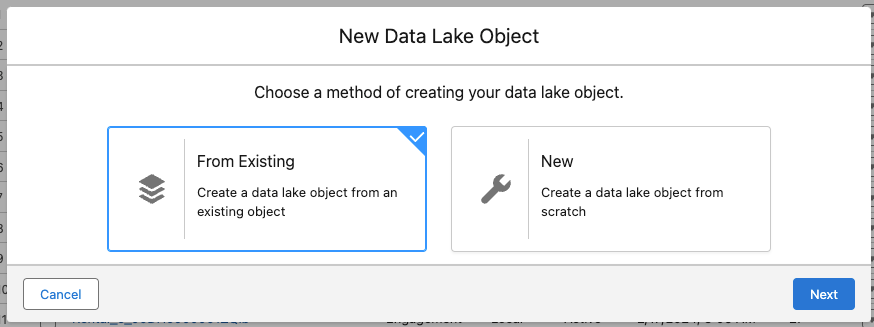 New Data Lake Object
Choose a method of creating your data lake object.
From Existing
Create a data lake object from an
existing object
New
Create a data lake object from
scratch
Cancel
Next